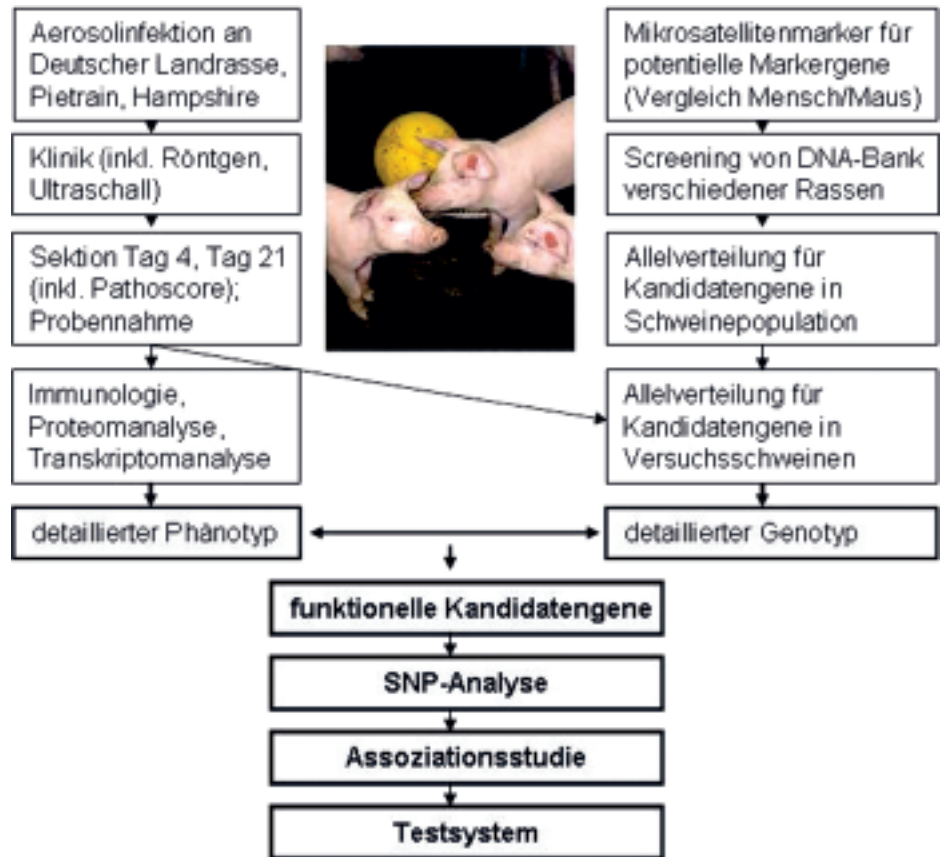 Aerosolinfektion an
Deutscher Landrasse,
Pietrain, Hampshire
Klinik (inkl. Röntgen,
Ultraschall)
Sektion Tag 4, Tag 21
(inkl. Pathoscore);
Probennahme
Immunologie,
Proteomanalyse,
Transkriptomanalyse
detaillierter Phänotyp
Mikrosatellitenmarker für
potentielle Markergene
(Vergleich Mensch/Maus)
Screening von DNA-Bank
verschiedener Rassen
Allelverteilung für
Kandidatengene in
Schweinepopulation
Allelverteilung für
Kandidatengene in
Versuchsschweinen
detaillierter Genotyp
funktionelle Kandidatengene
SNP-Analyse
Assoziationsstudie
Testsystem